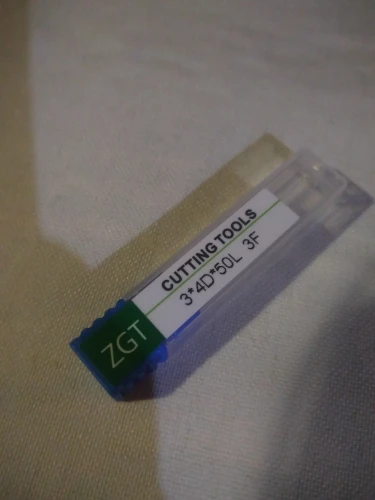 ZGT
CUTTING TOOLS
3*4D*50L 3F